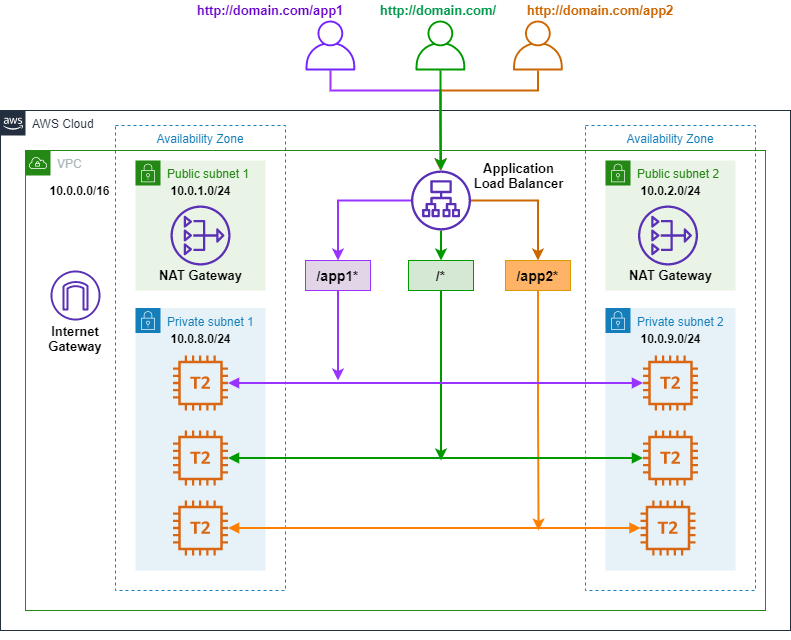 http://domain.com/app1
http://domain.com/
http://domain.com/app2
aws
AWS Cloud
Availability Zone
Availability Zone
VPC
10.0.0.0/16
Public subnet 1
10.0.1.0/24
NAT Gateway
Application
Load Balancer
Public subnet 2
10.0.2.0/24
NAT Gateway
/app1*
/*
/app2*
Internet
Gateway
Private subnet 1
10.0.8.0/24
Private subnet 2
10.0.9.0/24
T2
T2
T2
T2
T2
T2